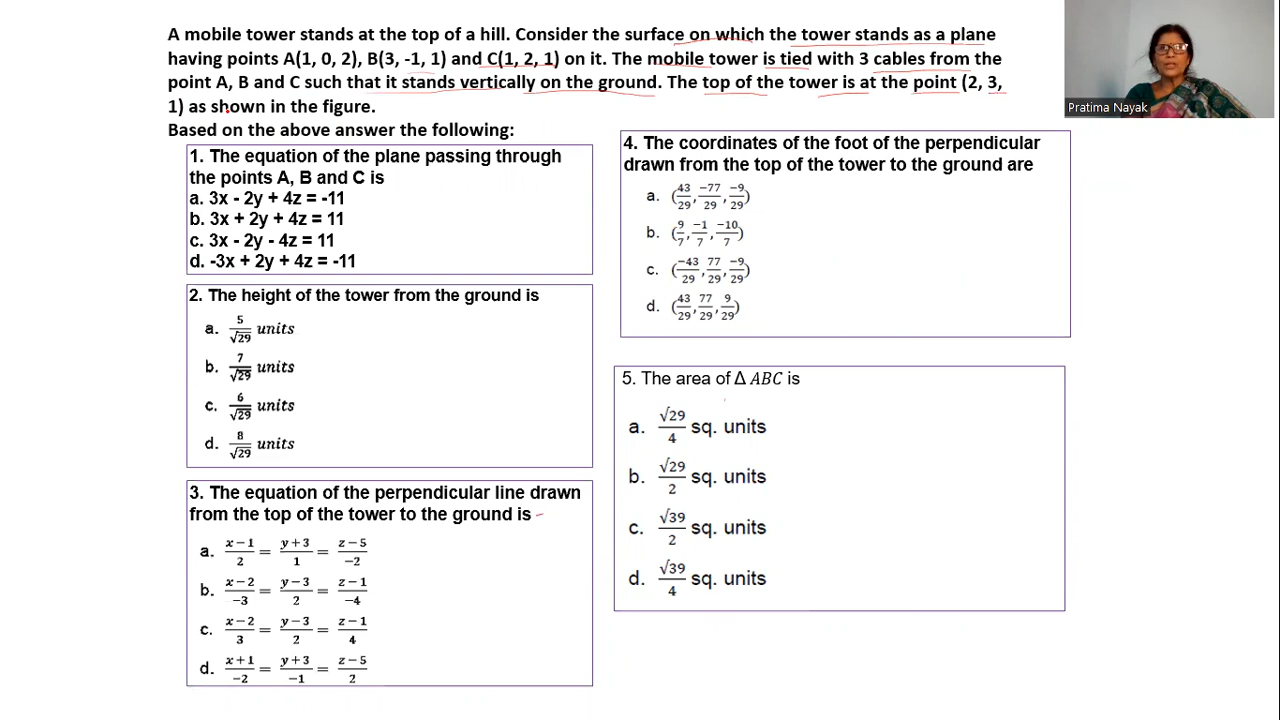 A mobile tower stands at the top of a hill. Consider the surface on which the tower stands as a plane
having points A(1, 0, 2), B(3, -1, 1) and C(1, 2, 1) on it. The mobile tower is tied with 3 cables from the
point A, B and C such that it stands vertically on the ground. The top of the tower is at the point (2, 3,
1) as shown in the figure.
Based on the above answer the following:
1. The equation of the plane passing through
the points A, B and C is
a. 3x - 2y + 4z = -11
b. 3x + 2y + 4z = 11
c. 3x - 2y - 4z = 11
d. -3x + 2y + 4z = -11
2. The height of the tower from the ground is
a. 5/√29 units
b. 7/√29 units
c. 6/√29 units
d. 8/√29 units
3. The equation of the perpendicular line drawn
from the top of the tower to the ground is
a. x−1/2 = y+3/1 = z−5/−2
b. x−2/−3 = y−3/2 = z−1/−4
c. x−2/3 = y−3/2 = z−1/4
d. x+1/−2 = y+3/−1 = z−5/2
4. The coordinates of the foot of the perpendicular
drawn from the top of the tower to the ground are
a. (43/29, −77/29, −9/29)
b. (9/7, −1/7, −10/7)
c. (−43/29, 77/29, −9/29)
d. (43/29, 77/29, 9/29)
5. The area of Δ ABC is
a. √29/4 sq. units
b. √29/2 sq. units
c. √39/2 sq. units
d. √39/4 sq. units
Pratima Nayak